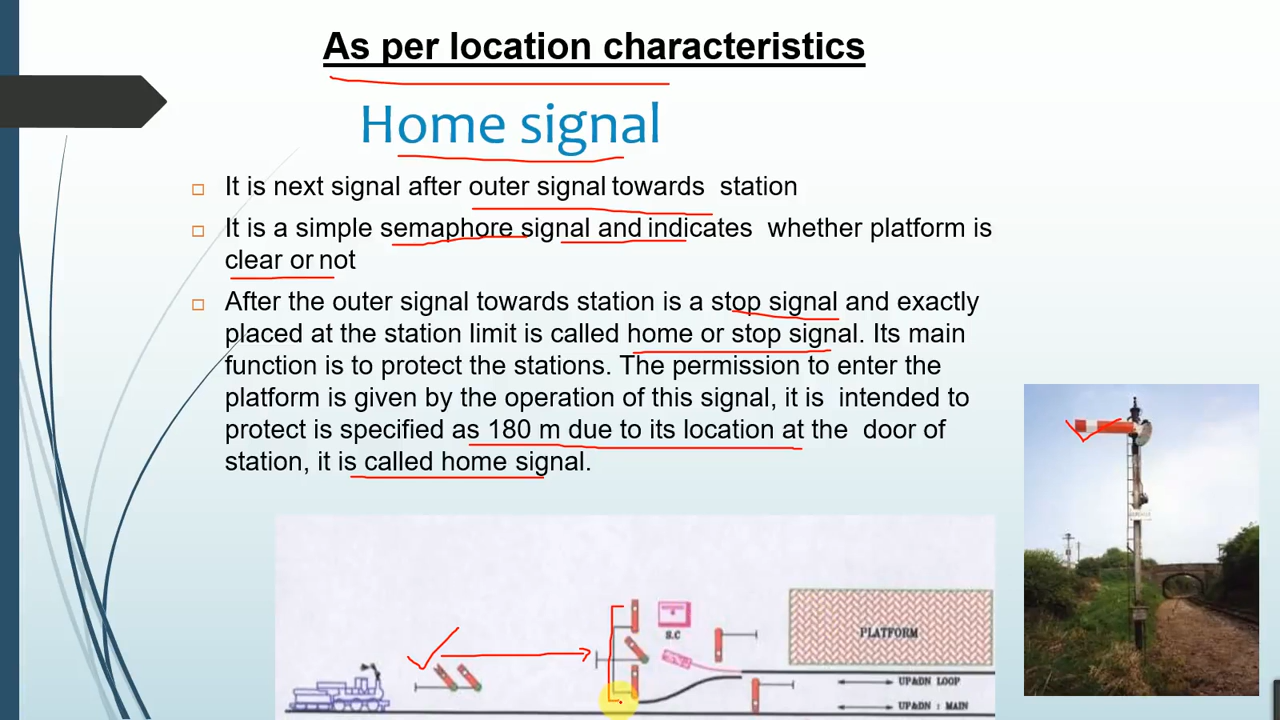 As per location characteristics
Home signal
It is next signal after outer signal towards station
It is a simple semaphore signal and indicates whether platform is
clear or not
After the outer signal towards station is a stop signal and exactly
placed at the station limit is called home or stop signal. Its main
function is to protect the stations. The permission to enter the
platform is given by the operation of this signal, it is intended to
protect is specified as 180 m due to its location at the door of
station, it is called home signal.
S.C
PLATFORM
UP&DN LOOP
UP&DN : MAIN